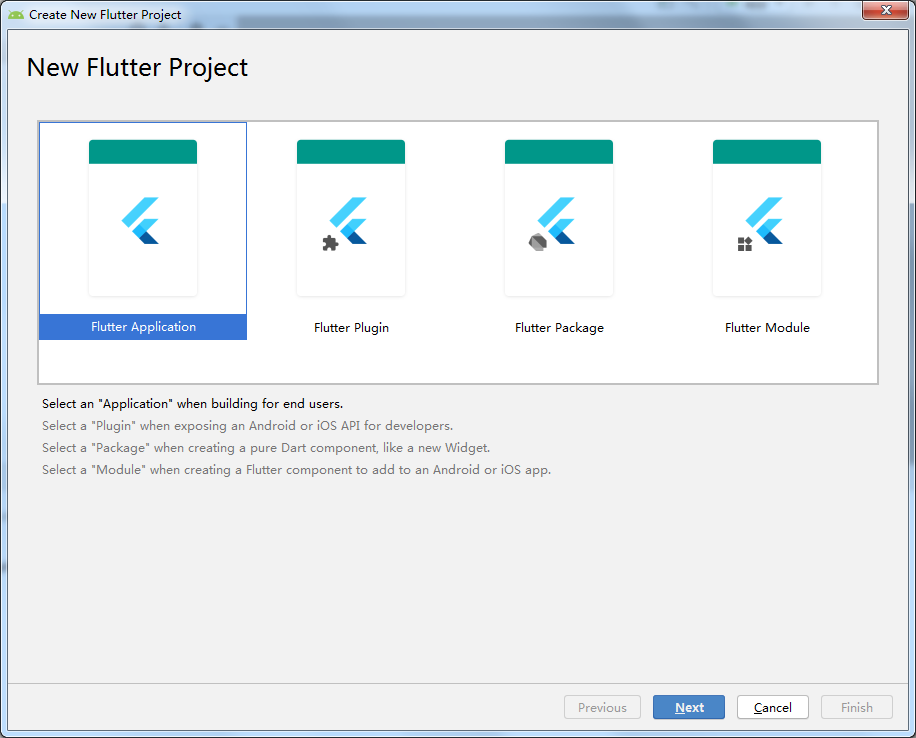 Create New Flutter Project
New Flutter Project
Flutter Application
Flutter Plugin
Flutter Package
Flutter Module
Select an "Application" when building for end users.
Select a "Plugin" when exposing an Android or iOS API for developers.
Select a "Package" when creating a pure Dart component, like a new Widget.
Select a "Module" when creating a Flutter component to add to an Android or iOS app.
Previous
Next
Cancel
Finish